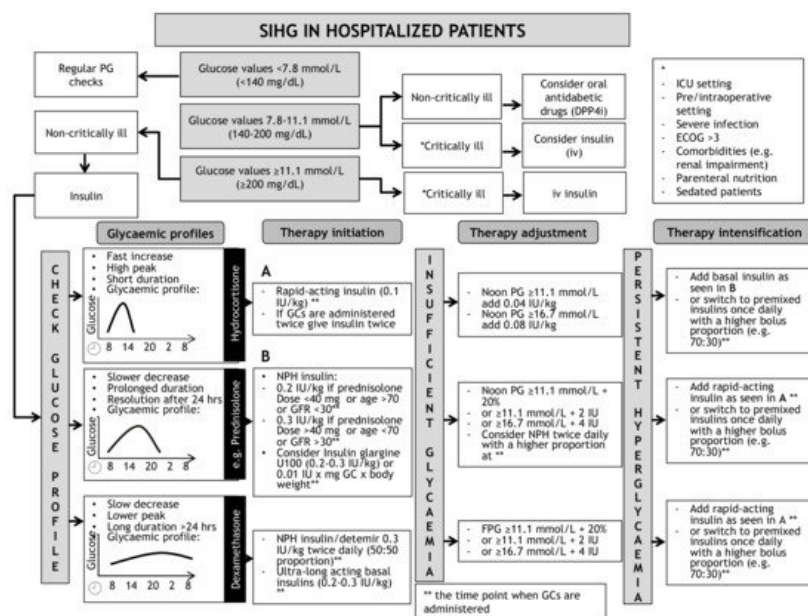 SIHG IN HOSPITALIZED PATIENTS
Regular PG
checks
Glucose values <7.8 mmol/L
(<140 mg/dL)
Non-critically ill
Consider oral
antidabetic
drugs (DPP4i)
Glucose values 7.8-11.1 mmol/L
(140-200 mg/dL)
*Critically ill
Consider insulin
(iv)
Non-critically ill
Glucose values ≥11.1 mmol/L
(≥200 mg/dL)
*Critically ill
iv insulin
Insulin
*
- ICU setting
- Pre/intraoperative
setting
- Severe infection
- ECOG >3
- Comorbidities (e.g.
renal impairment)
- Parenteral nutrition
- Sedated patients
Glycaemic profiles
Therapy initiation
Therapy adjustment
Therapy intensification
CHECK GLUCOSE PROFILE
• Fast increase
• High peak
• Short duration
• Glycaemic profile:
Glucose
8 14 20 2 8
Hydrocortisone
A
- Rapid-acting insulin (0.1
IU/kg) **
- If GCs are administered
twice give insulin twice
INSUFFICIENT GLYCAEMIA
- Noon PG ≥11.1 mmol/L
add 0.04 IU/kg
- Noon PG ≥16.7 mmol/L
add 0.08 IU/kg
PERSISTENT HYPERGLYCAEMIA
- Add basal insulin as
seen in B
- or switch to premixed
insulins once daily
with a higher bolus
proportion (e.g.
70:30)**
• Slower decrease
• Prolonged duration
• Resolution after 24 hrs
• Glycaemic profile:
Glucose
8 14 20 2 8
e.g. Prednisolone
B
- NPH insulin:
- 0.2 IU/kg if prednisolone
Dose <40 mg or age >70
or GFR <30**
- 0.3 IU/kg if prednisolone
Dose >40 mg or age <70
or GFR >30**
- Consider Insulin glargine
U100 (0.2-0.3 IU/kg) or
0.01 IU x mg GC x body
weight**
- Noon PG ≥11.1 mmol/L +
20%
- or ≥11.1 mmol/L + 2 IU
- or ≥16.7 mmol/L + 4 IU
- Consider NPH twice daily
with a higher proportion
at **
- Add rapid-acting
insulin as seen in A **
- or switch to premixed
insulins once daily
with a higher bolus
proportion (e.g.
70:30)**
• Slow decrease
• Lower peak
• Long duration >24 hrs
• Glycaemic profile:
Glucose
8 14 20 2 8
Dexamethasone
- NPH insulin/detemir 0.3
IU/kg twice daily (50:50
proportion)**
- Ultra-long acting basal
insulins (0.2-0.3 IU/kg)
**
- FPG ≥11.1 mmol/L + 20%
- or ≥11.1 mmol/L + 2 IU
- or ≥16.7 mmol/L + 4 IU
- Add rapid-acting
insulin as seen in A **
- or switch to premixed
insulins once daily
with a higher bolus
proportion (e.g.
70:30)**
** the time point when GCs are
administered